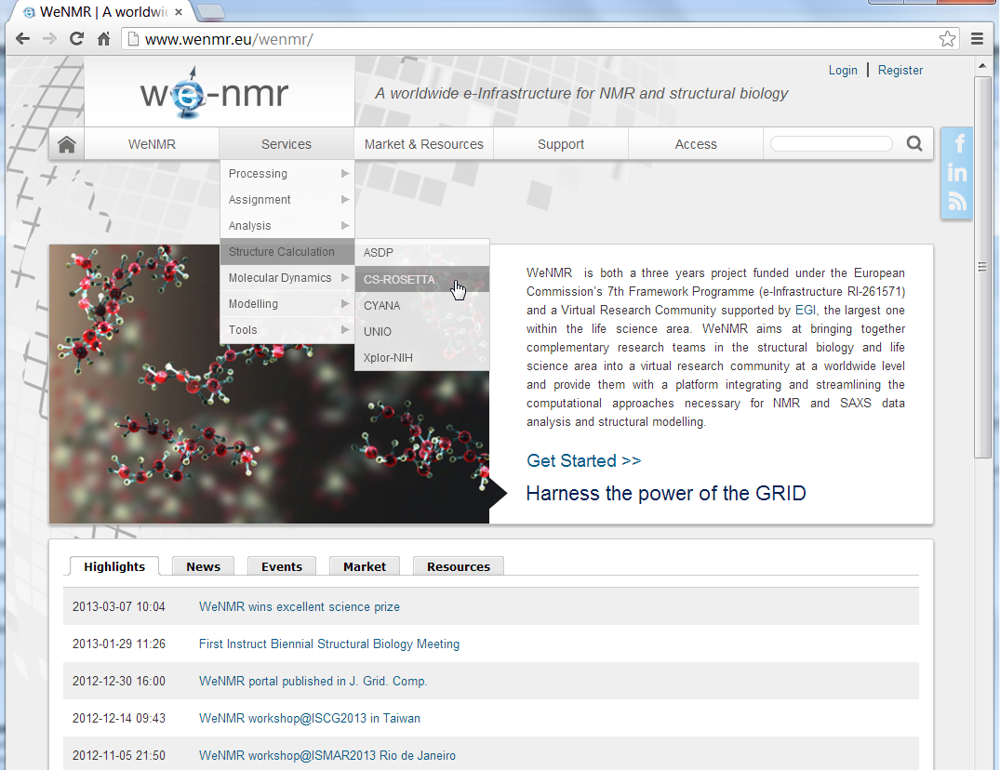 WeNMR | A worldwi
www.wenmr.eu/wenmr/
Login | Register
we-nmr
A worldwide e-Infrastructure for NMR and structural biology
WeNMR
Services
Market & Resources
Support
Access
Processing
Assignment
Analysis
Structure Calculation
Molecular Dynamics
Modelling
Tools
ASDP
CS-ROSETTA
CYANA
UNIO
Xplor-NIH
f
in
WeNMR is both a three years project funded under the European
Commission's 7th Framework Programme (e-Infrastructure RI-261571)
and a Virtual Research Community supported by EGI, the largest one
within the life science area. WeNMR aims at bringing together
complementary research teams in the structural biology and life
science area into a virtual research community at a worldwide level
and provide them with a platform integrating and streamlining the
computational approaches necessary for NMR and SAXS data
analysis and structural modelling.
Get Started >>
Harness the power of the GRID
Highlights
News
Events
Market
Resources
2013-03-07 10:04 WeNMR wins excellent science prize
2013-01-29 11:26 First Instruct Biennial Structural Biology Meeting
2012-12-30 16:00 WeNMR portal published in J. Grid. Comp.
2012-12-14 09:43 WeNMR workshop@ISCG2013 in Taiwan
2012-11-05 21:50 WeNMR workshop@ISMAR2013 Rio de Janeiro